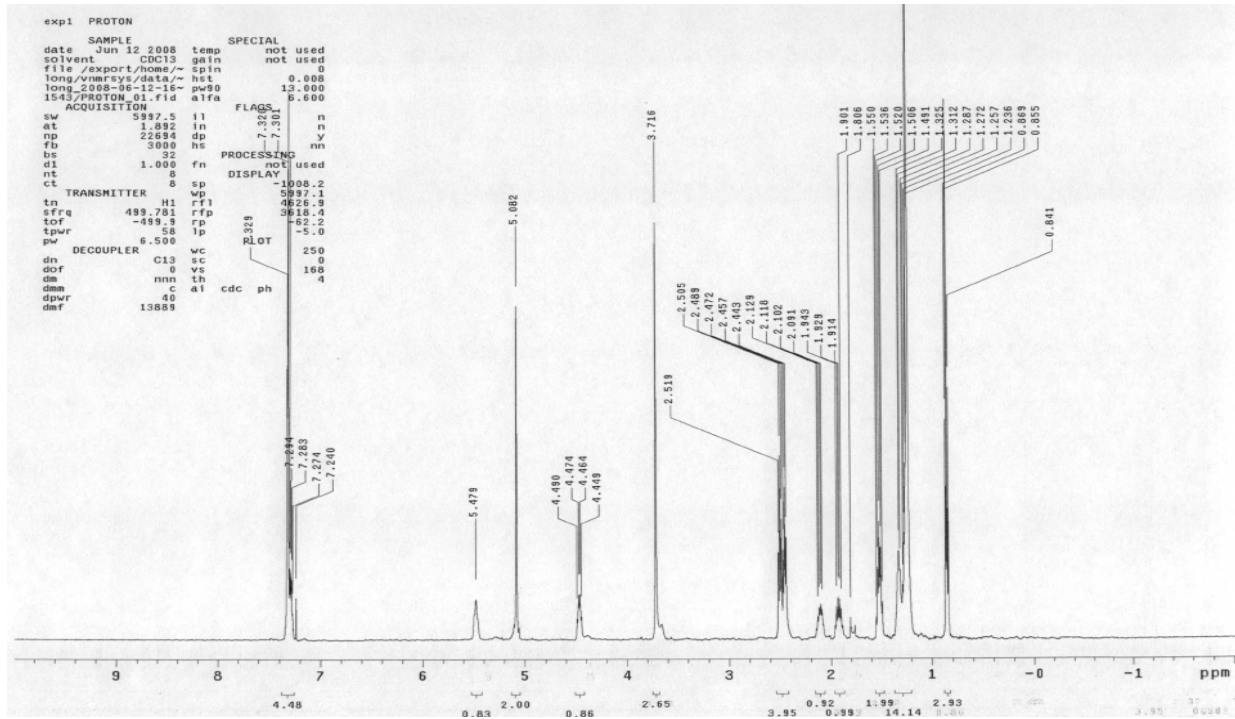 exp1 PROTON
SAMPLE SPECIAL
date Jun 12 2008 temp not used
solvent CDCl3 gain not used
file /export/home/~ spin
long/vnmrsys/data/~ hst 0.008
long_2008-06-12-16~ pw90 13.000
1543/PROTON_01.fid alfa 6.600
ACQUISITION FLAGS
sw 5997.5 il n
at 1.892 in n
np 22694 dp y
fb 3000 hs nn
bs 32 PROCESSING
d1 1.000 fn not used
nt 8 DISPLAY
ct 8 sp -1008.2
TRANSMITTER wp 5997.1
tn H1 rfl 4626.9
sfrq 499.781 rfp 3618.4
tof -499.9 rp -62.2
tpwr 58 lp -5.0
pw 6.500 PLOT
DECOUPLER wc 250
dn C13 sc 0
dof 0 vs 168
dm nnn th 4
dmm c ai cdc ph
dpwr 40
dmf 13889
7.301
7.294
7.283
7.274
7.240
5.479
5.082
4.490
4.474
4.464
4.449
3.716
2.519
2.505
2.489
2.472
2.457
2.443
2.129
2.118
2.102
2.091
1.943
1.929
1.914
1.901
1.806
1.550
1.536
1.520
1.506
1.491
1.325
1.312
1.287
1.272
1.257
1.236
0.869
0.855
0.841
9 7 6 5 4 3 2 1 -0 -1 ppm
4.48 0.83 2.00 0.86 2.65 3.95 0.92 0.99 1.99 14.14 2.93